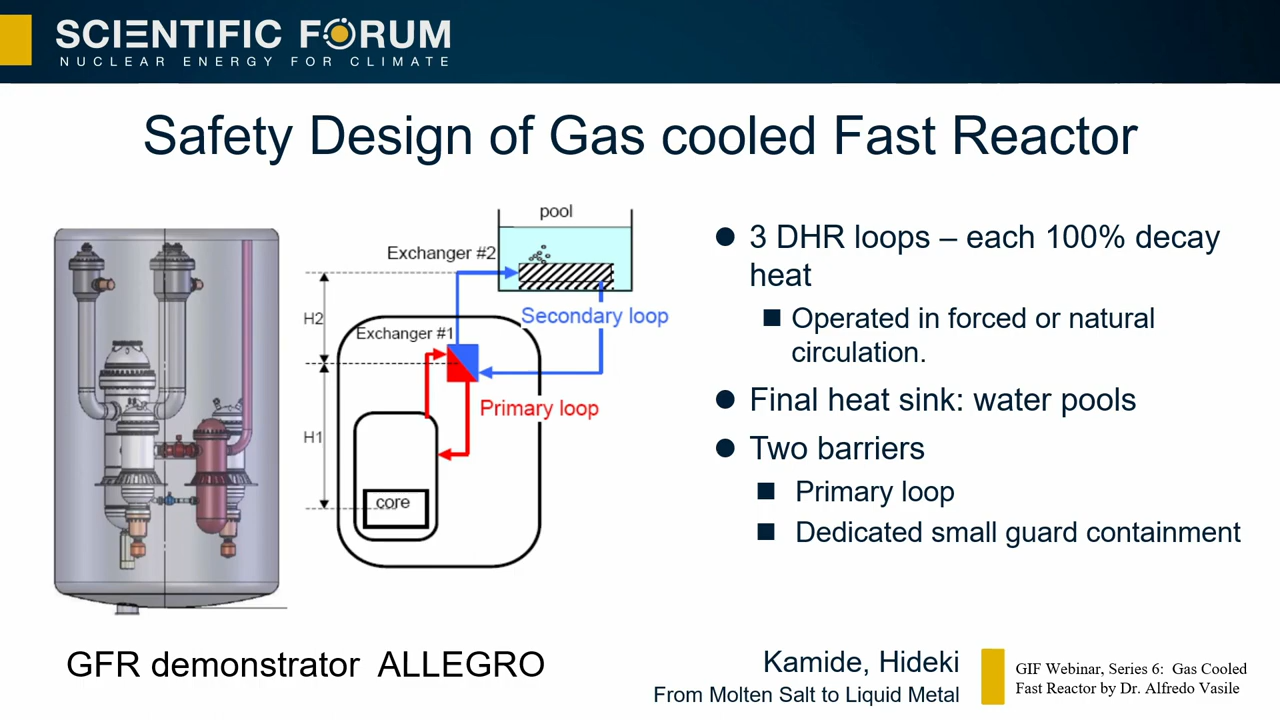 SCIENTIFIC FORUM
NUCLEAR ENERGY FOR CLIMATE
Safety Design of Gas cooled Fast Reactor
pool
Exchanger #2
H2
Secondary loop
Exchanger #1
Primary loop
H1
core
● 3 DHR loops – each 100% decay
heat
■ Operated in forced or natural
circulation.
● Final heat sink: water pools
● Two barriers
■ Primary loop
■ Dedicated small guard containment
GFR demonstrator ALLEGRO
Kamide, Hideki
From Molten Salt to Liquid Metal
GIF Webinar, Series 6: Gas Cooled
Fast Reactor by Dr. Alfredo Vasile